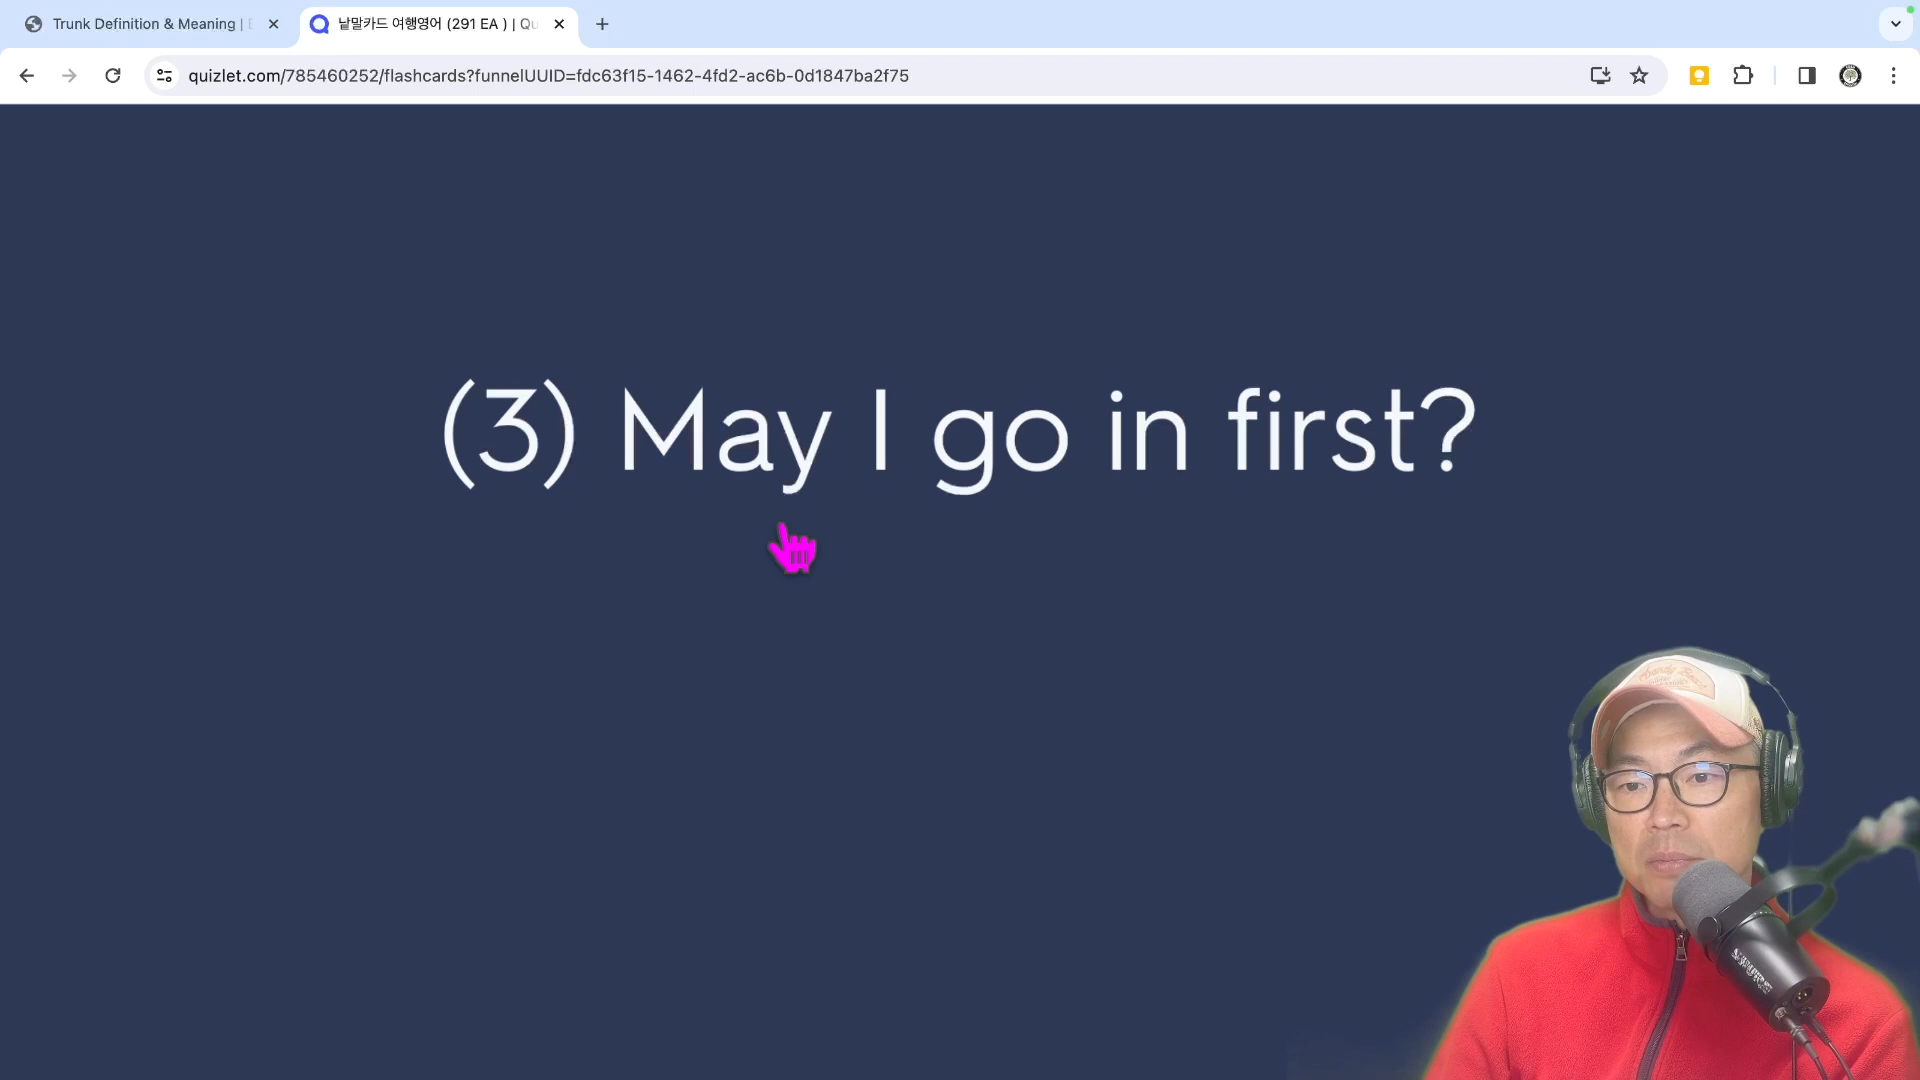 Trunk Definition & Meaning |
낱말카드 여행영어 (291 EA ) | Qu
quizlet.com/785460252/flashcards?funnelUUID=fdc63f15-1462-4fd2-ac6b-0d1847ba2f75
(3) May I go in first?